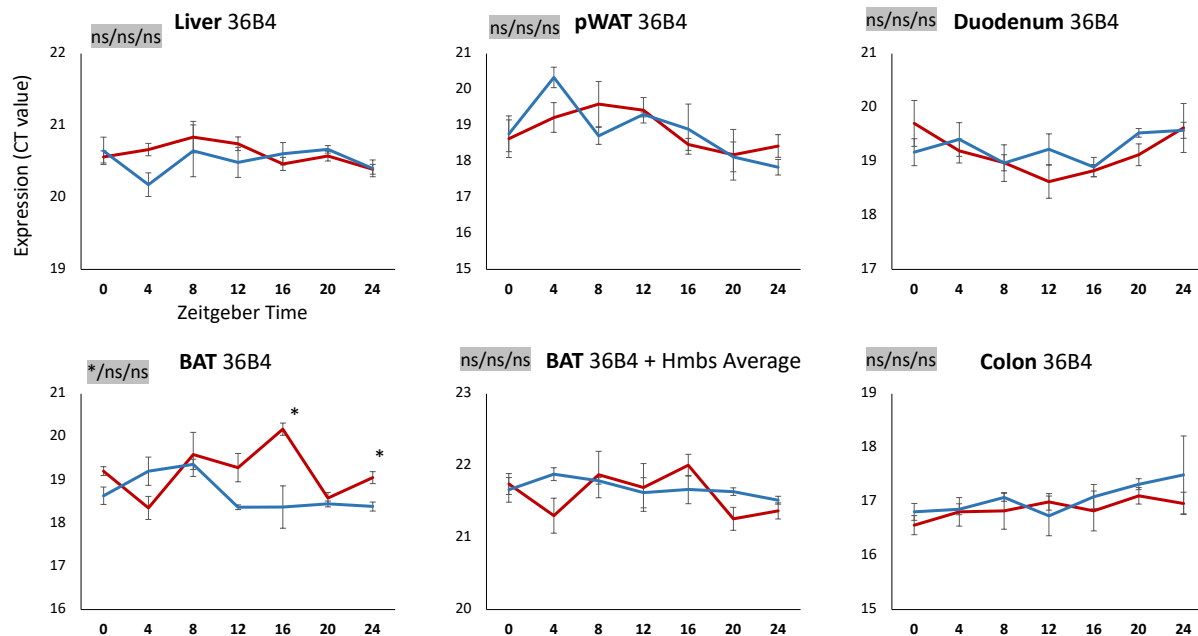 Liver 36B4
ns/ns/ns
Expression (CT value)
22
21
20
19
0 4 8 12 16 20 24
Zeitgeber Time
pWAT 36B4
ns/ns/ns
21
20
19
18
17
16
15
0 4 8 12 16 20 24
Duodenum 36B4
ns/ns/ns
21
20
19
18
17
0 4 8 12 16 20 24
BAT 36B4
*/ns/ns
21
20
19
18
17
16
*
*
0 4 8 12 16 20 24
BAT 36B4 + Hmbs Average
ns/ns/ns
23
22
21
20
0 4 8 12 16 20 24
Colon 36B4
ns/ns/ns
19
18
17
16
15
0 4 8 12 16 20 24